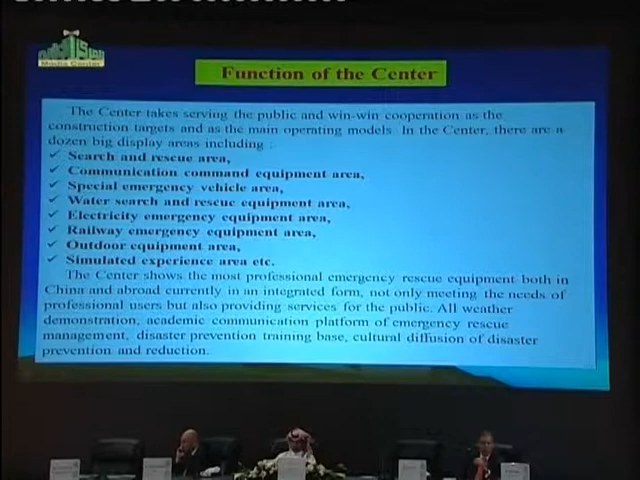 Media Center
Function of the Center
The Center takes serving the public and win-win cooperation as the
construction targets and as the main operating models. In the Center, there are a
dozen big display areas including :
✓ Search and rescue area,
✓ Communication command equipment area,
✓ Special emergency vehicle area,
✓ Water search and rescue equipment area,
✓ Electricity emergency equipment area,
✓ Railway emergency equipment area,
✓ Outdoor equipment area,
✓ Simulated experience area etc.
The Center shows the most professional emergency rescue equipment both in
China and abroad currently in an integrated form, not only meeting the needs of
professional users but also providing services for the public. All weather
demonstration, academic communication platform of emergency rescue
management, disaster prevention training base, cultural diffusion of disaster
prevention and reduction.